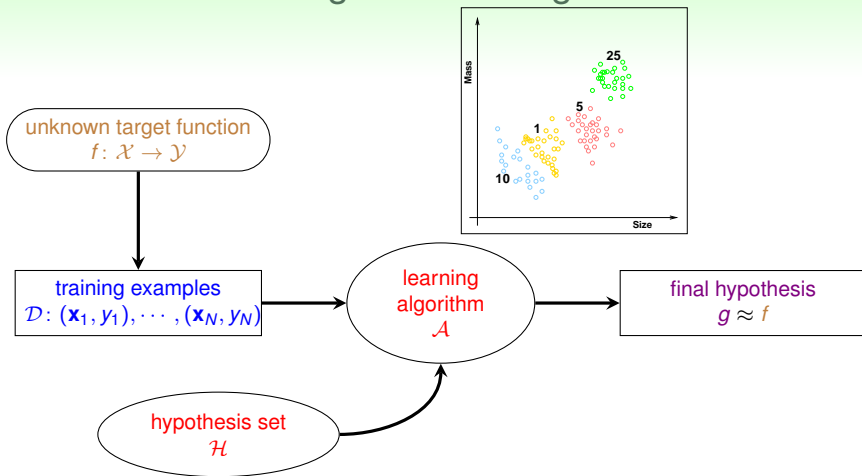 25
Mass
5
1
10
Size
unknown target function
f: 𝒳 → 𝒴
training examples
𝒟: (𝐱₁, y₁), ⋯ , (𝐱_N, y_N)
learning
algorithm
𝒜
final hypothesis
g ≈ f
hypothesis set
ℋ